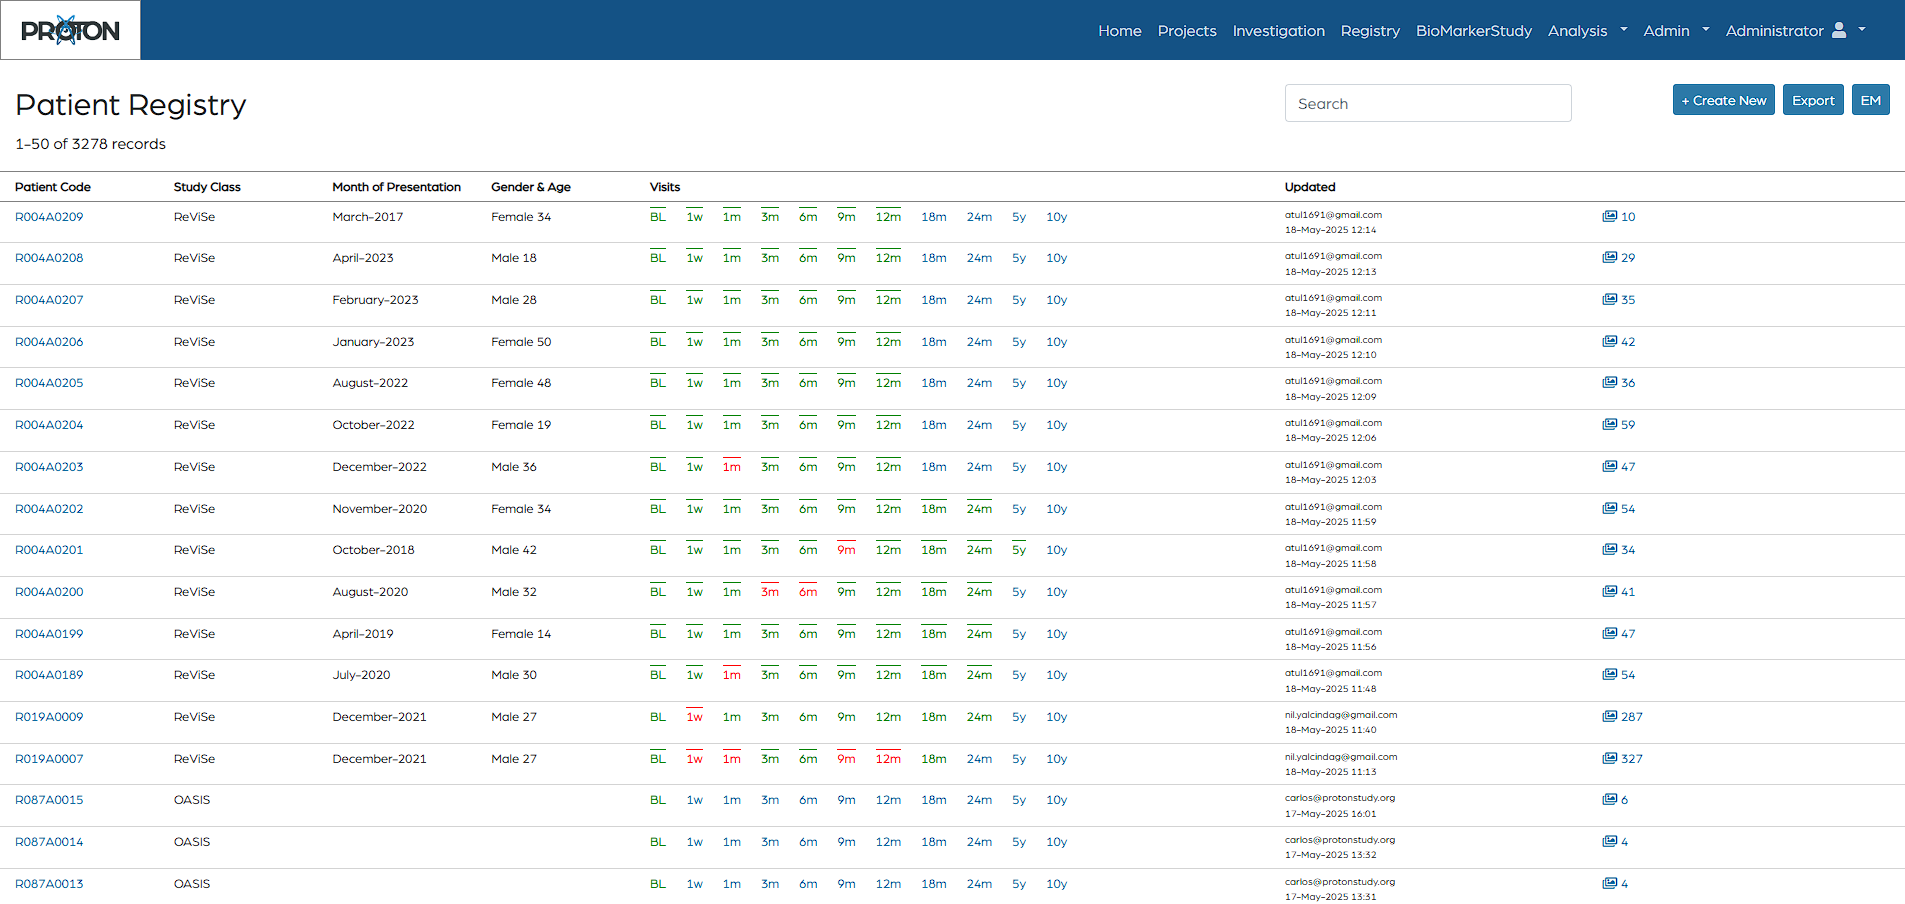 PROTON
Home Projects Investigation Registry BioMarkerStudy Analysis Admin Administrator
Patient Registry
Search
+ Create New Export EM
1-50 of 3278 records
Patient Code Study Class Month of Presentation Gender & Age Visits Updated
R004A0209 ReViSe March-2017 Female 34 BL 1w 1m 3m 6m 9m 12m 18m 24m 5y 10y atul1691@gmail.com 10
18-May-2025 12:14
R004A0208 ReViSe April-2023 Male 18 BL 1w 1m 3m 6m 9m 12m 18m 24m 5y 10y atul1691@gmail.com 29
18-May-2025 12:13
R004A0207 ReViSe February-2023 Male 28 BL 1w 1m 3m 6m 9m 12m 18m 24m 5y 10y atul1691@gmail.com 35
18-May-2025 12:11
R004A0206 ReViSe January-2023 Female 50 BL 1w 1m 3m 6m 9m 12m 18m 24m 5y 10y atul1691@gmail.com 42
18-May-2025 12:10
R004A0205 ReViSe August-2022 Female 48 BL 1w 1m 3m 6m 9m 12m 18m 24m 5y 10y atul1691@gmail.com 36
18-May-2025 12:09
R004A0204 ReViSe October-2022 Female 19 BL 1w 1m 3m 6m 9m 12m 18m 24m 5y 10y atul1691@gmail.com 59
18-May-2025 12:06
R004A0203 ReViSe December-2022 Male 36 BL 1w 1m 3m 6m 9m 12m 18m 24m 5y 10y atul1691@gmail.com 47
18-May-2025 12:03
R004A0202 ReViSe November-2020 Female 34 BL 1w 1m 3m 6m 9m 12m 18m 24m 5y 10y atul1691@gmail.com 54
18-May-2025 11:59
R004A0201 ReViSe October-2018 Male 42 BL 1w 1m 3m 6m 9m 12m 18m 24m 5y 10y atul1691@gmail.com 34
18-May-2025 11:58
R004A0200 ReViSe August-2020 Male 32 BL 1w 1m 3m 6m 9m 12m 18m 24m 5y 10y atul1691@gmail.com 41
18-May-2025 11:57
R004A0199 ReViSe April-2019 Female 14 BL 1w 1m 3m 6m 9m 12m 18m 24m 5y 10y atul1691@gmail.com 47
18-May-2025 11:56
R004A0189 ReViSe July-2020 Male 30 BL 1w 1m 3m 6m 9m 12m 18m 24m 5y 10y atul1691@gmail.com 54
18-May-2025 11:48
R019A0009 ReViSe December-2021 Male 27 BL 1w 1m 3m 6m 9m 12m 18m 24m 5y 10y nil.yalcindag@gmail.com 287
18-May-2025 11:40
R019A0007 ReViSe December-2021 Male 27 BL 1w 1m 3m 6m 9m 12m 18m 24m 5y 10y nil.yalcindag@gmail.com 327
18-May-2025 11:13
R087A0015 OASIS BL 1w 1m 3m 6m 9m 12m 18m 24m 5y 10y carlos@protonstudy.org 6
17-May-2025 16:01
R087A0014 OASIS BL 1w 1m 3m 6m 9m 12m 18m 24m 5y 10y carlos@protonstudy.org 4
17-May-2025 13:32
R087A0013 OASIS BL 1w 1m 3m 6m 9m 12m 18m 24m 5y 10y carlos@protonstudy.org 4
17-May-2025 13:31